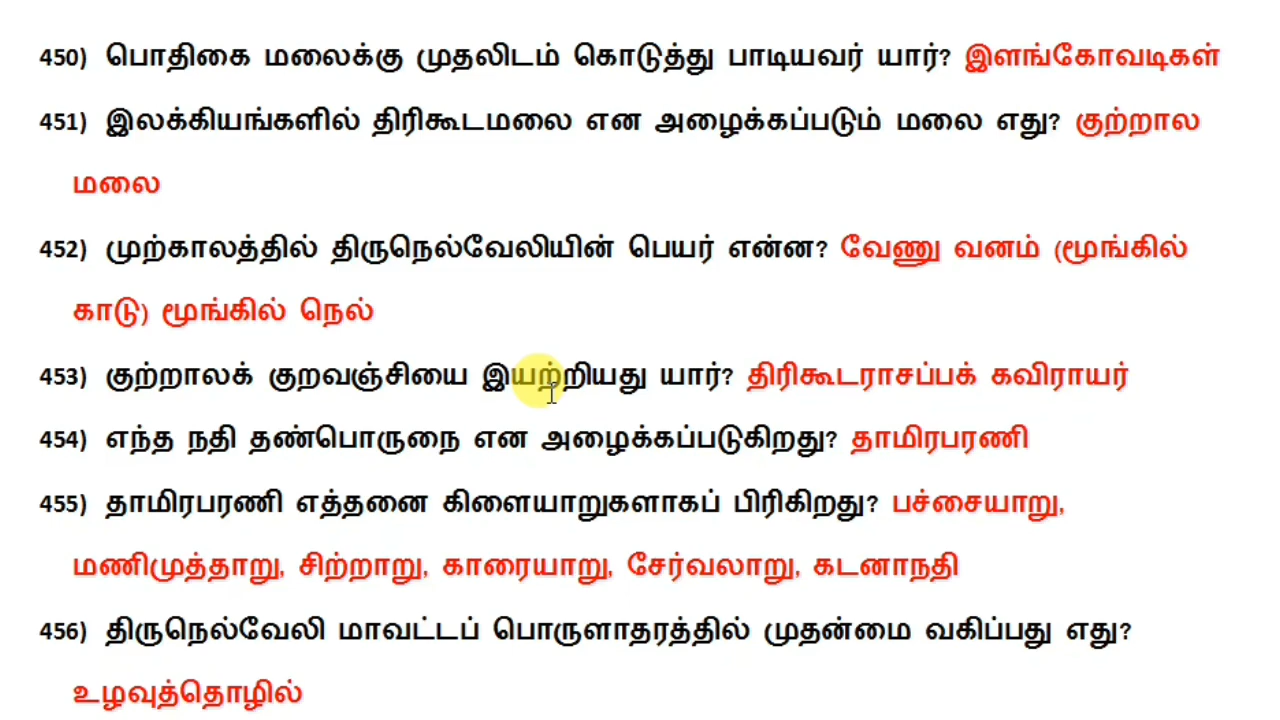 450) பொதிகை மலைக்கு முதலிடம் கொடுத்து பாடியவர் யார்? இளங்கோவடிகள்
451) இலக்கியங்களில் திரிகூடமலை என அழைக்கப்படும் மலை எது? குற்றால
மலை
452) முற்காலத்தில் திருநெல்வேலியின் பெயர் என்ன? வேணு வனம் (மூங்கில்
காடு) மூங்கில் நெல்
453) குற்றாலக் குறவஞ்சியை இயற்றியது யார்? திரிகூடராசப்பக் கவிராயர்
454) எந்த நதி தண்பொருநை என அழைக்கப்படுகிறது? தாமிரபரணி
455) தாமிரபரணி எத்தனை கிளையாறுகளாகப் பிரிகிறது? பச்சையாறு,
மணிமுத்தாறு, சிற்றாறு, காரையாறு, சேர்வலாறு, கடனாநதி
456) திருநெல்வேலி மாவட்டப் பொருளாதரத்தில் முதன்மை வகிப்பது எது?
உழவுத்தொழில்